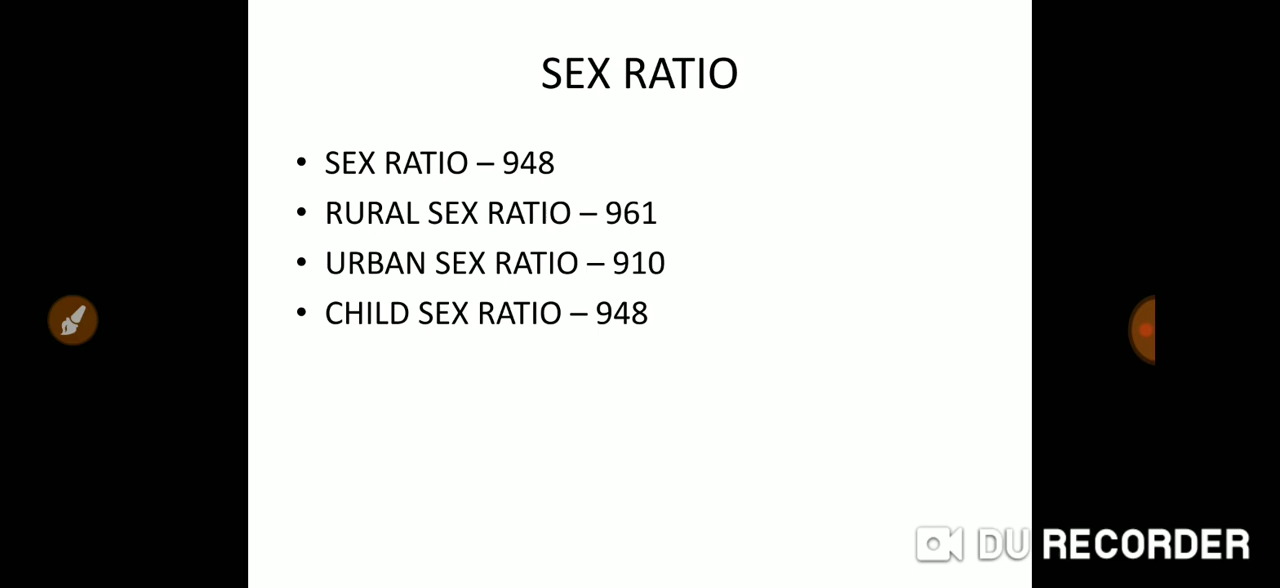 SEX RATIO
• SEX RATIO – 948
• RURAL SEX RATIO – 961
• URBAN SEX RATIO – 910
• CHILD SEX RATIO – 948
DU RECORDER